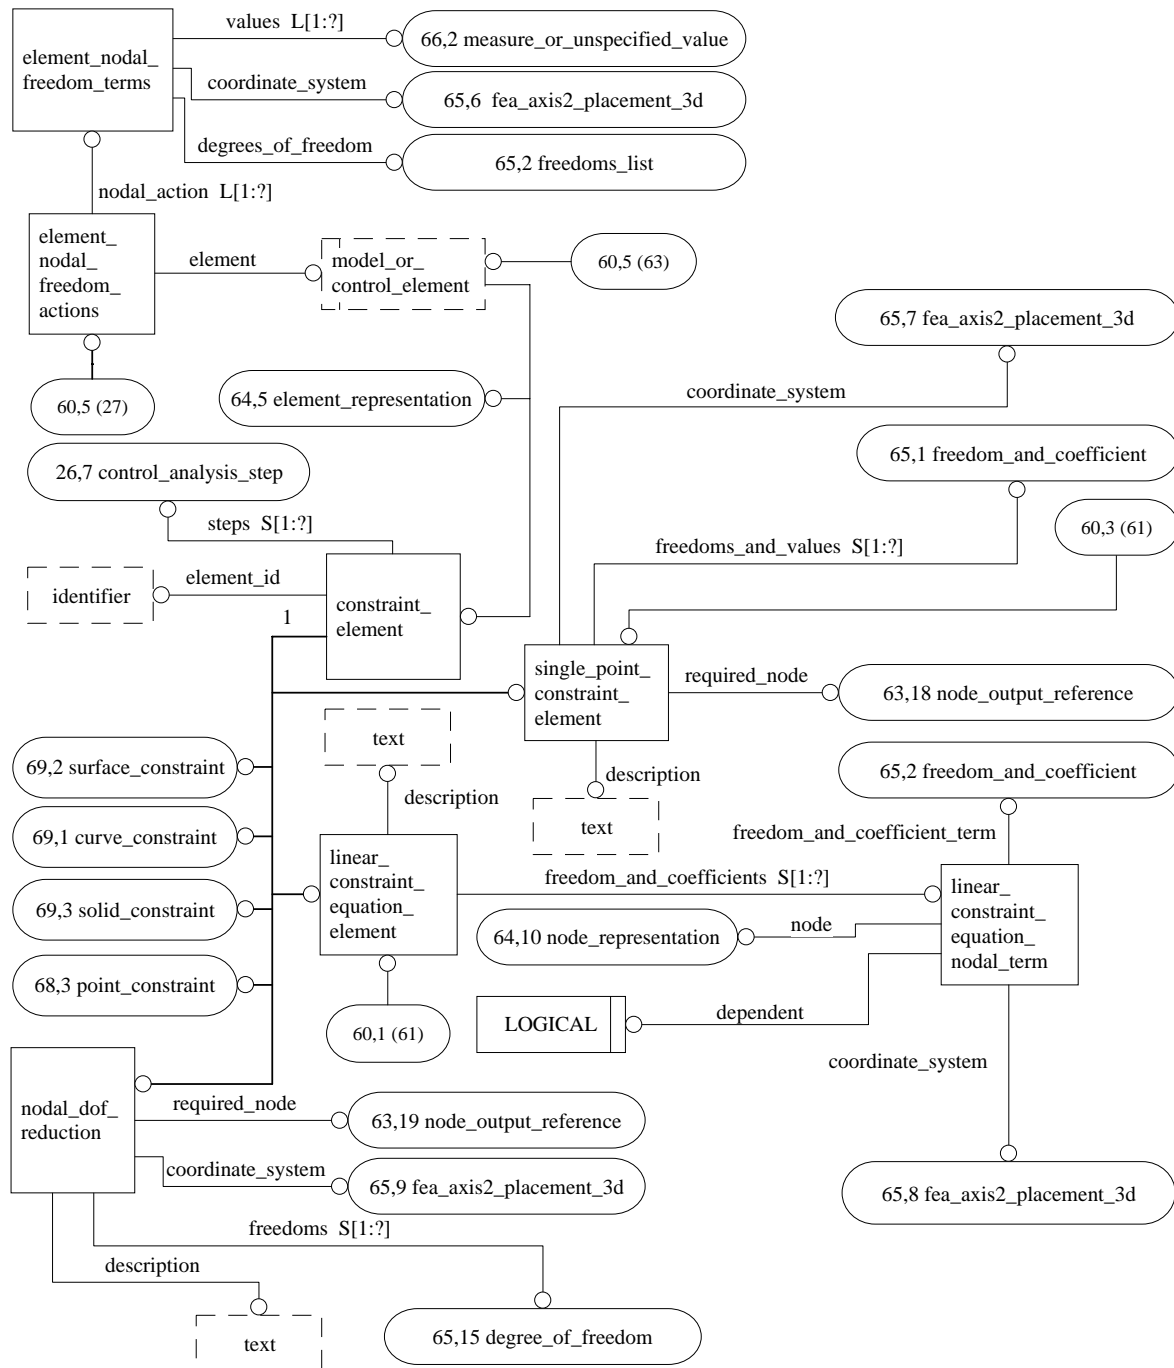 values L[1:?]
66,2 measure_or_unspecified_value
element_nodal_
freedom_terms
coordinate_system
65,6 fea_axis2_placement_3d
degrees_of_freedom
65,2 freedoms_list
nodal_action L[1:?]
element_
nodal_
freedom_
actions
element
model_or_
control_element
60,5 (63)
65,7 fea_axis2_placement_3d
60,5 (27)
64,5 element_representation
coordinate_system
26,7 control_analysis_step
65,1 freedom_and_coefficient
steps S[1:?]
freedoms_and_values S[1:?]
60,3 (61)
identifier
element_id
1
constraint_
element
single_point_
constraint_
element
required_node
63,18 node_output_reference
text
description
69,2 surface_constraint
description
text
65,2 freedom_and_coefficient
69,1 curve_constraint
freedom_and_coefficient_term
linear_
constraint_
equation_
element
freedom_and_coefficients S[1:?]
linear_
constraint_
equation_
nodal_term
69,3 solid_constraint
64,10 node_representation
node
68,3 point_constraint
60,1 (61)
LOGICAL
dependent
coordinate_system
nodal_dof_
reduction
required_node
63,19 node_output_reference
coordinate_system
65,9 fea_axis2_placement_3d
65,8 fea_axis2_placement_3d
freedoms S[1:?]
description
text
65,15 degree_of_freedom